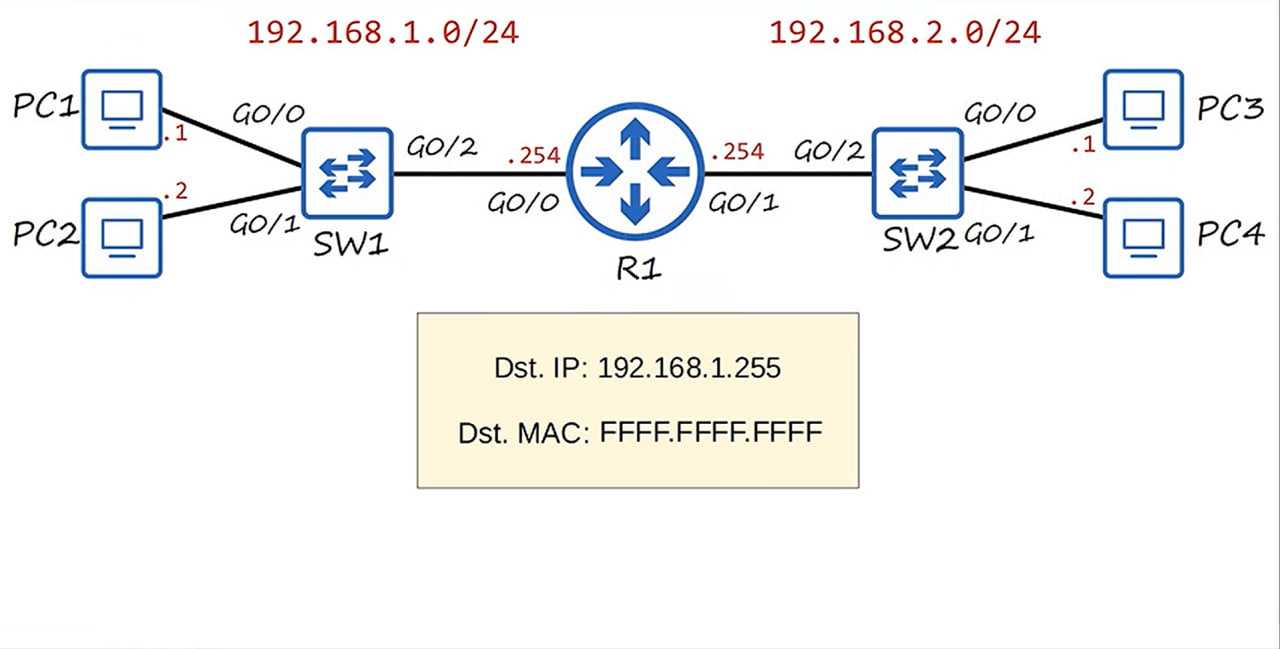 192.168.1.0/24
192.168.2.0/24
PC1
.1
G0/0
G0/2
.254
.254
G0/2
G0/0
.1
PC3
PC2
.2
G0/1
SW1
G0/0
R1
G0/1
SW2
G0/1
.2
PC4
Dst. IP: 192.168.1.255
Dst. MAC: FFFF.FFFF.FFFF